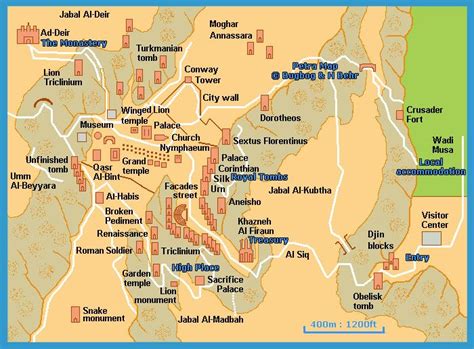 Jabal Al-Deir
Ad-Deir
The Monastery
Lion
Triclinium
Turkmanian
tomb
Moghar
Annassara
Conway
Tower
City wall
Petra Map
© Bugbog & H Behr
Crusader
Fort
Wadi
Musa
Local
accommodation
Winged Lion
temple
Museum
Palace
Church
Nymphaeum
Dorotheos
Sextus Florentinus
Unfinished
tomb
Umm
Al-Beyyara
Qasr
Al-Bint
Grand
temple
Palace
Corinthian
Silk
Urn
Royal Tombs
Aneisho
Jabal Al-Kubtha
Al-Habis
Facades
street
Broken
Pediment
Renaissance
Roman Soldier
Triclinium
Khazneh
Al Firaun
Treasury
Al Siq
Visitor
Center
Djin
blocks
Entry
Obelisk
tomb
High Place
Garden
temple
Lion
monument
Sacrifice
Palace
Snake
monument
Jabal Al-Madbah
400m : 1200ft